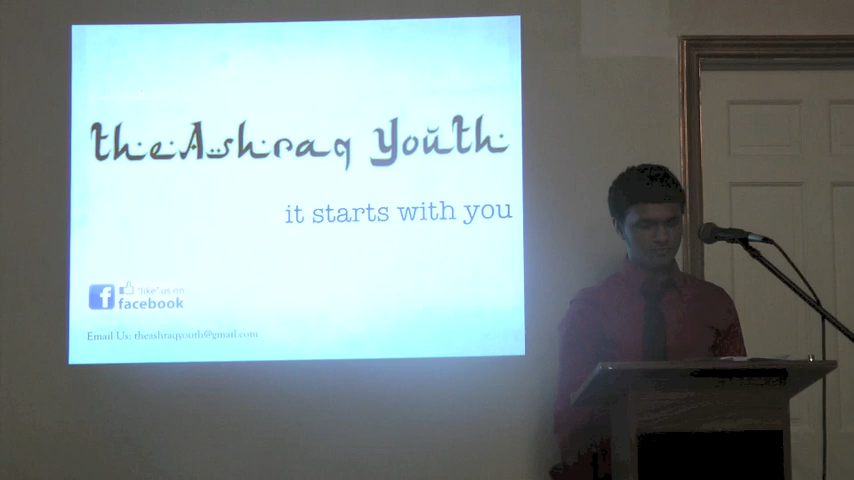 theAshraq Youth
it starts with you
"like" us on
facebook
Email Us: theashraqyouth@gmail.com